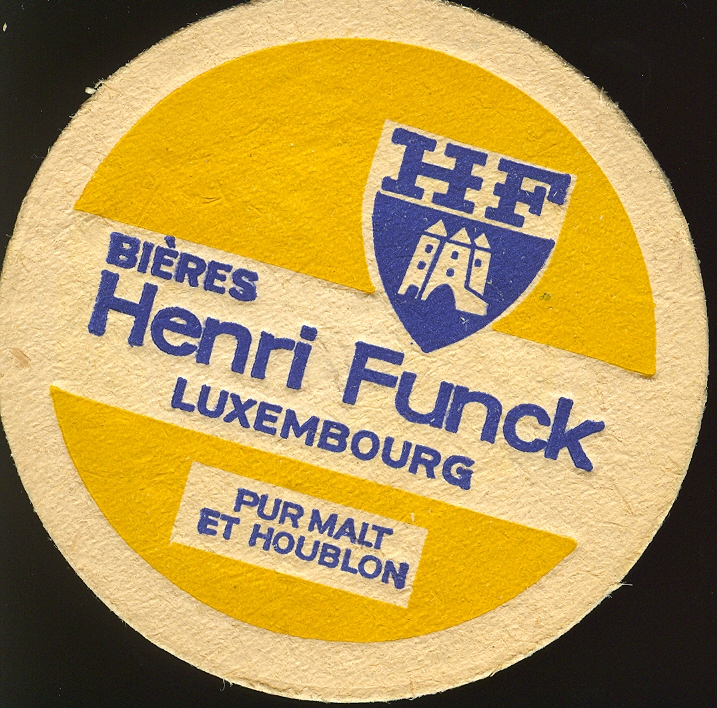 HF
BIÈRES
Henri Funck
LUXEMBOURG
PUR MALT
ET HOUBLON